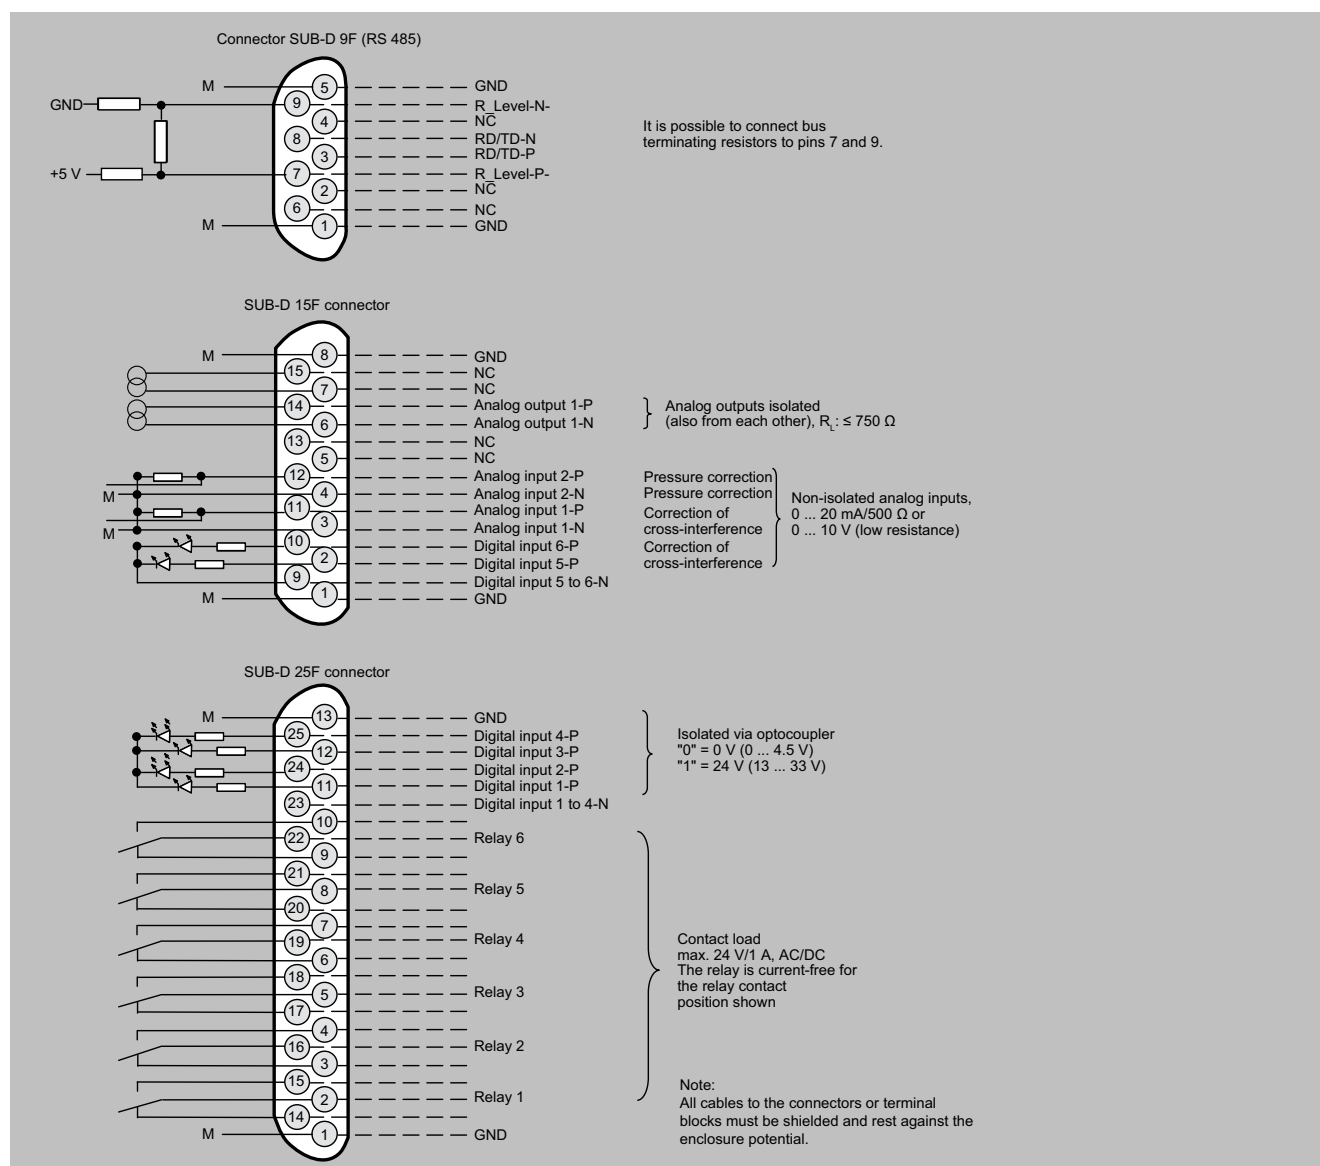 Connector SUB-D 9F (RS 485)
M 5 GND
GND 9 R_Level-N-
4 NC
8 RD/TD-N
3 RD/TD-P
+5 V 7 R_Level-P-
2 NC
6 NC
M 1 GND
It is possible to connect bus
terminating resistors to pins 7 and 9.
SUB-D 15F connector
M 8 GND
15 NC
7 NC
14 Analog output 1-P
6 Analog output 1-N
13 NC
5 NC
12 Analog input 2-P
M 4 Analog input 2-N
11 Analog input 1-P
M 3 Analog input 1-N
10 Digital input 6-P
2 Digital input 5-P
9 Digital input 5 to 6-N
M 1 GND
Analog outputs isolated
(also from each other), RL: ≤ 750 Ω
Pressure correction
Pressure correction
Correction of
cross-interference
Correction of
cross-interference
Non-isolated analog inputs,
0 ... 20 mA/500 Ω or
0 ... 10 V (low resistance)
SUB-D 25F connector
M 13 GND
25 Digital input 4-P
12 Digital input 3-P
24 Digital input 2-P
11 Digital input 1-P
23 Digital input 1 to 4-N
10
22 Relay 6
9
21
8 Relay 5
20
7
19 Relay 4
6
18
5 Relay 3
17
4
16 Relay 2
3
15
2 Relay 1
14
M 1 GND
Isolated via optocoupler
"0" = 0 V (0 ... 4.5 V)
"1" = 24 V (13 ... 33 V)
Contact load
max. 24 V/1 A, AC/DC
The relay is current-free for
the relay contact
position shown
Note:
All cables to the connectors or terminal
blocks must be shielded and rest against the
enclosure potential.